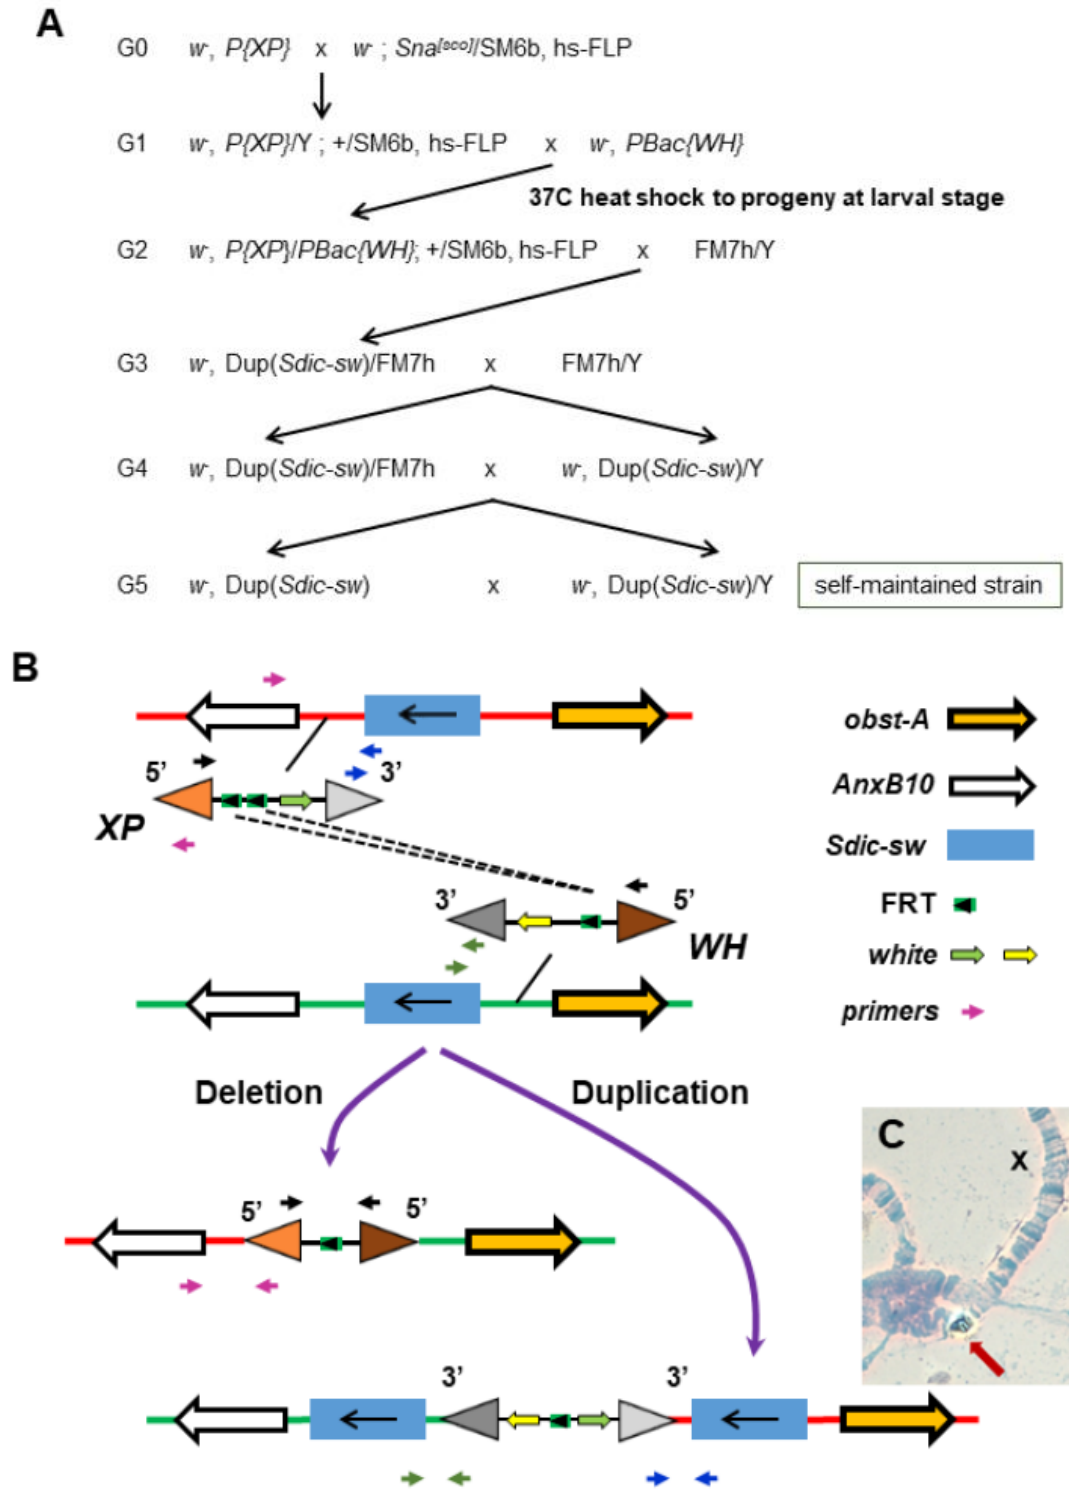 A
G0 w-, P{XP} x w- ; Sna[sco]/SM6b, hs-FLP
G1 w-, P{XP}/Y ; +/SM6b, hs-FLP x w-, PBac{WH}
37C heat shock to progeny at larval stage
G2 w-, P{XP}/PBac{WH}; +/SM6b, hs-FLP x FM7h/Y
G3 w-, Dup(Sdic-sw)/FM7h x FM7h/Y
G4 w-, Dup(Sdic-sw)/FM7h x w-, Dup(Sdic-sw)/Y
G5 w-, Dup(Sdic-sw) x w-, Dup(Sdic-sw)/Y self-maintained strain
B
5' 3'
XP
3' 5'
WH
obst-A
AnxB10
Sdic-sw
FRT
white
primers
Deletion Duplication
C
X
5' 5'
3' 3'